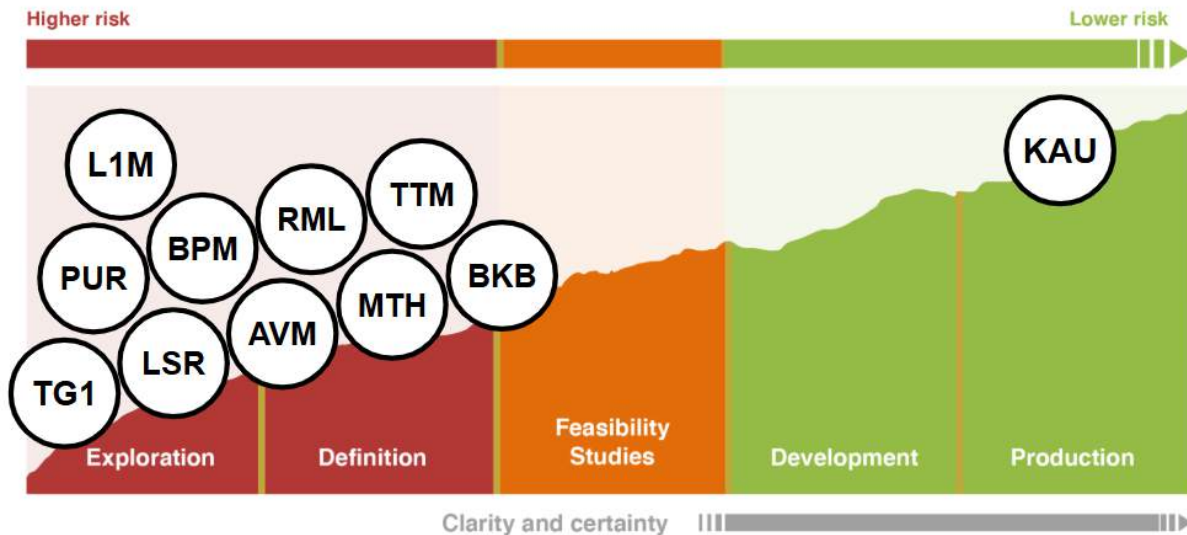 Higher risk
Lower risk
L1M
KAU
TTM
RML
BPM
PUR
BKB
MTH
AVM
LSR
TG1
Exploration
Definition
Feasibility
Studies
Development
Production
Clarity and certainty